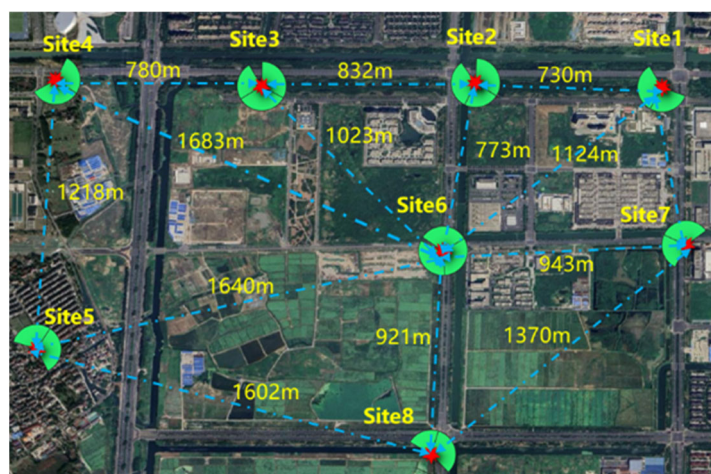 Site4
Site3
Site2
Site1
780m
832m
730m
1683m
1023m
773m
1124m
1218m
Site6
Site7
1640m
943m
Site5
921m
1370m
1602m
Site8